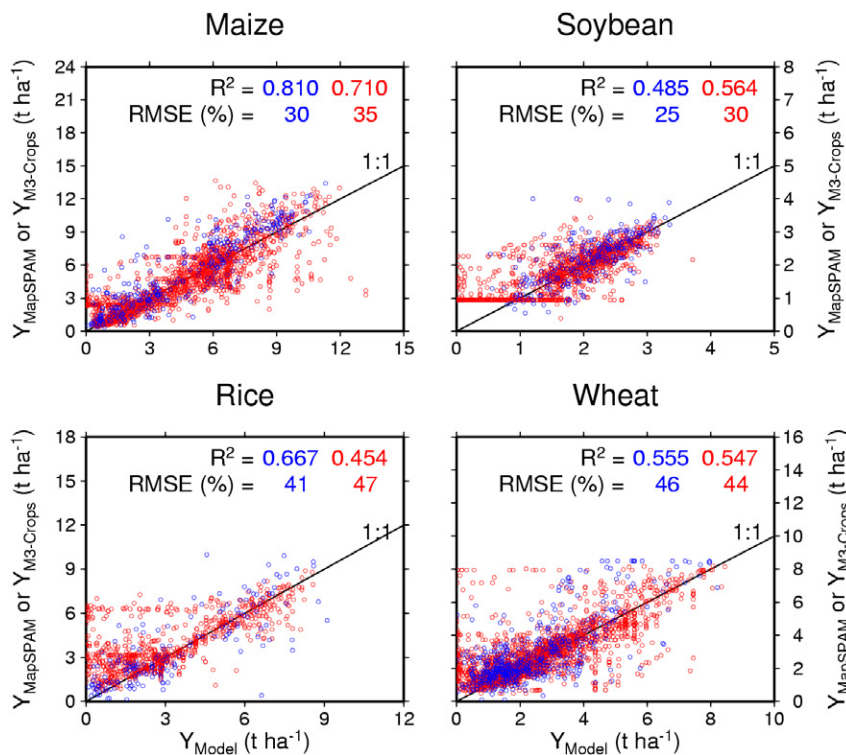 Maize
Soybean
24
21
18
15
12
9
6
3
0
R² = 0.810 0.710
RMSE (%) = 30 35
1:1
0 3 6 9 12 15
Y_MapSPAM or Y_M3-Crops (t ha⁻¹)
R² = 0.485 0.564
RMSE (%) = 25 30
1:1
8
7
6
5
4
3
2
1
0
0 1 2 3 4 5
Y_MapSPAM or Y_M3-Crops (t ha⁻¹)
Rice
Wheat
18
15
12
9
6
3
0
R² = 0.667 0.454
RMSE (%) = 41 47
1:1
0 3 6 9 12
Y_MapSPAM or Y_M3-Crops (t ha⁻¹)
Y_Model (t ha⁻¹)
R² = 0.555 0.547
RMSE (%) = 46 44
1:1
16
14
12
10
8
6
4
2
0
0 2 4 6 8 10
Y_MapSPAM or Y_M3-Crops (t ha⁻¹)
Y_Model (t ha⁻¹)